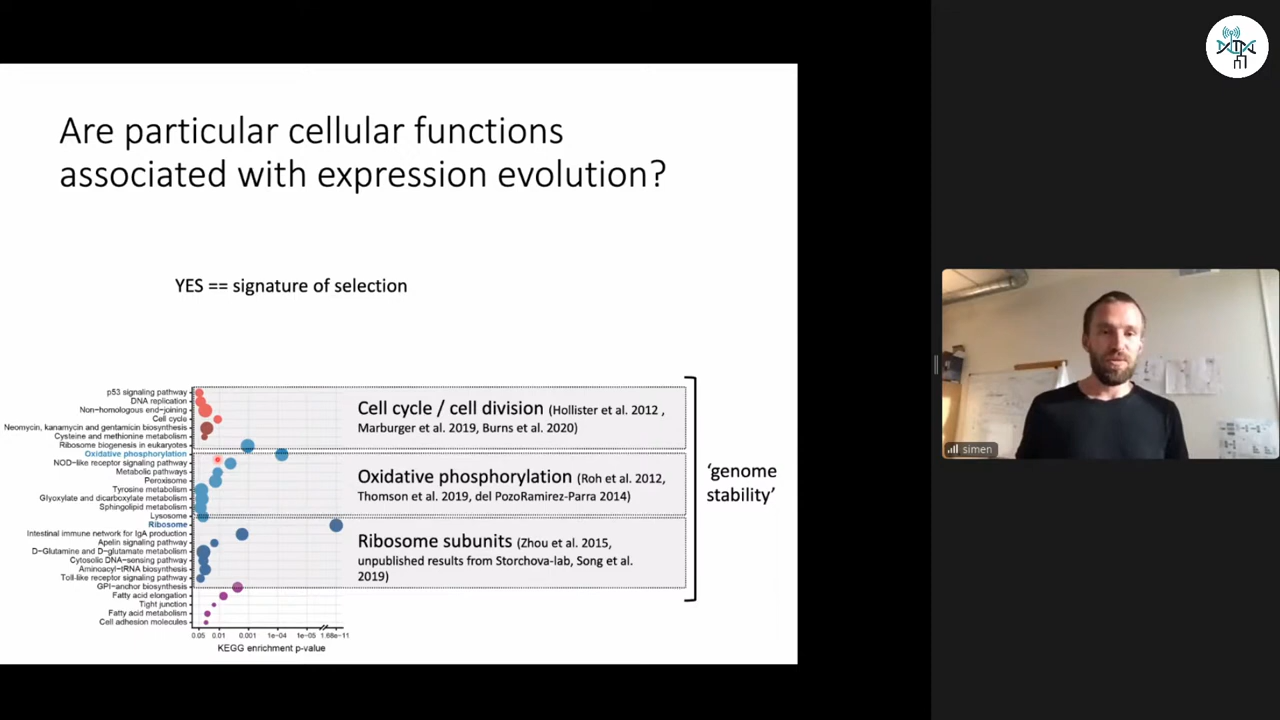 Are particular cellular functions
associated with expression evolution?
YES == signature of selection
p53 signaling pathway
DNA replication
Non−homologous end−joining
Cell cycle
Neomycin, kanamycin and gentamicin biosynthesis
Cysteine and methionine metabolism
Ribosome biogenesis in eukaryotes
Oxidative phosphorylation
NOD−like receptor signaling pathway
Metabolic pathways
Peroxisome
Tyrosine metabolism
Glyoxylate and dicarboxylate metabolism
Sphingolipid metabolism
Lysosome
Ribosome
Intestinal immune network for IgA production
Apelin signaling pathway
D−Glutamine and D−glutamate metabolism
Cytosolic DNA−sensing pathway
Aminoacyl−tRNA biosynthesis
Toll−like receptor signaling pathway
GPI−anchor biosynthesis
Fatty acid elongation
Tight junction
Fatty acid metabolism
Cell adhesion molecules
0.05 0.01 0.001 1e−04 1e−05 1.68e−11
KEGG enrichment p-value
Cell cycle / cell division (Hollister et al. 2012 ,
Marburger et al. 2019, Burns et al. 2020)
Oxidative phosphorylation (Roh et al. 2012,
Thomson et al. 2019, del PozoRamirez-Parra 2014)
Ribosome subunits (Zhou et al. 2015,
unpublished results from Storchova-lab, Song et al.
2019)
‘genome
stability’
simen